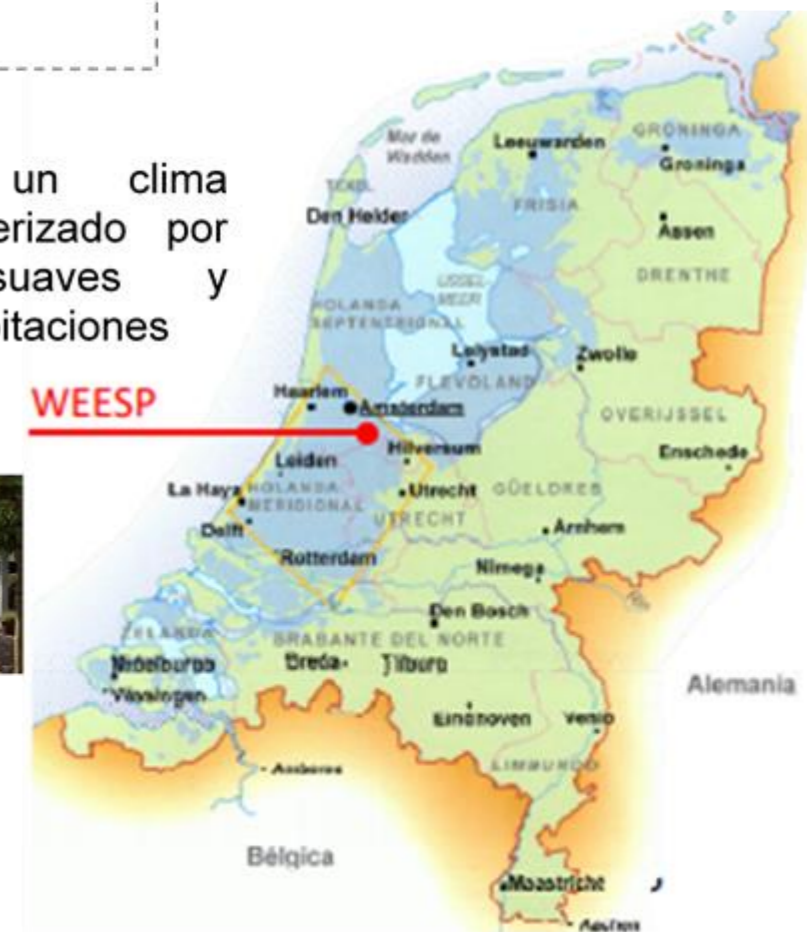 un clima
erizado por
suaves y
itaciones
WEESP
Mar de
Wadden
Leeuwarden
GRONINGA
Groninga
TEXEL
Den Helder
FRISIA
Assen
DRENTHE
IJSSEL-
MEER
HOLANDA
SEPTENTRIONAL
Lelystad
Zwolle
FLEVOLAND
Haarlem
Amsterdam
OVERIJSSEL
Hilversum
Enschede
Leiden
La Haya
HOLANDA
MERIDIONAL
Utrecht
GÜELDRES
UTRECHT
Delft
Arnhem
Rotterdam
Nimega
Den Bosch
ZELANDA
BRABANTE DEL NORTE
Middelburgo
Breda
Tilburg
Vlissingen
Alemania
Eindhoven
Venlo
LIMBURGO
Amberes
Bélgica
Maastricht